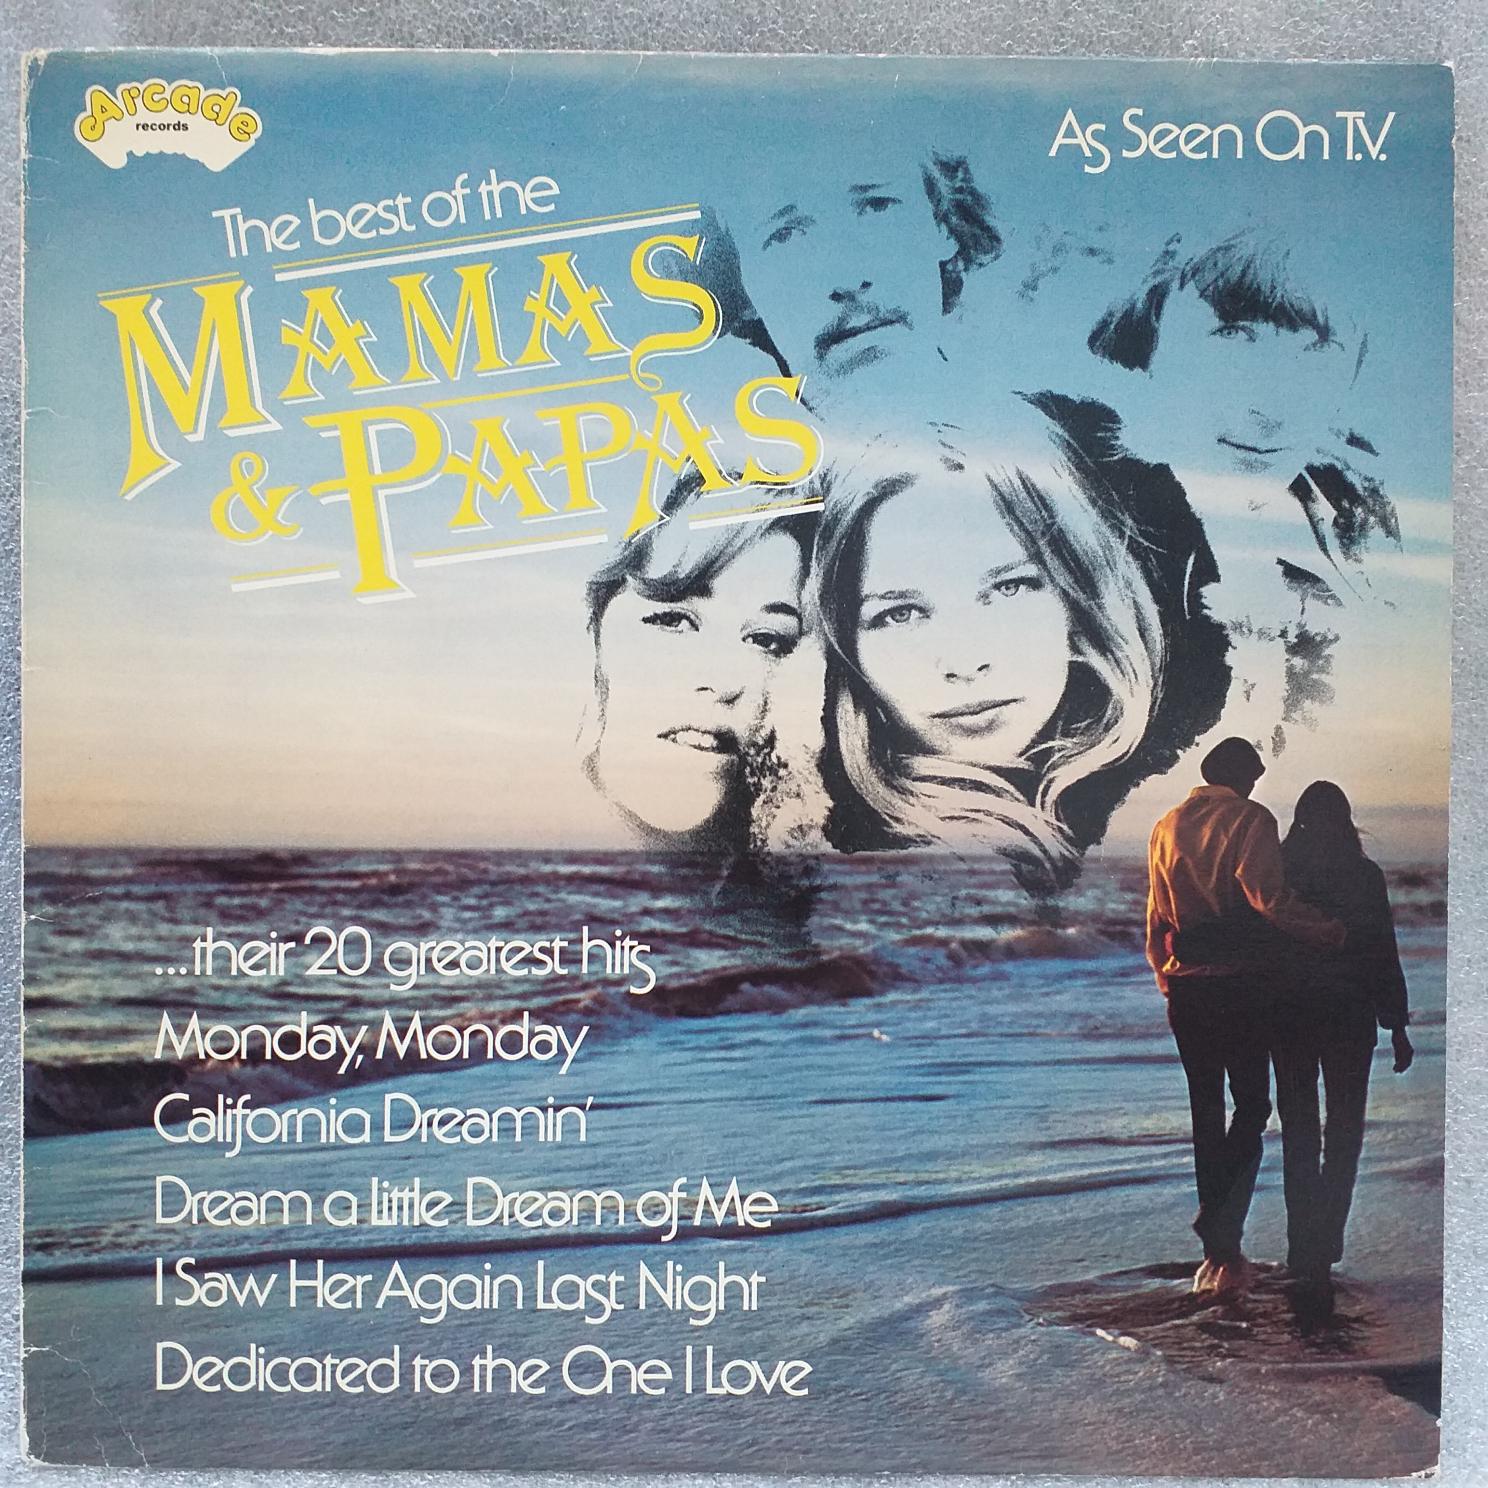 Arcade
records
As Seen On T.V.
The best of the
MAMAS
& PAPAS
...their 20 greatest hits
Monday, Monday
California Dreamin'
Dream a little Dream of Me
I Saw Her Again Last Night
Dedicated to the One I Love